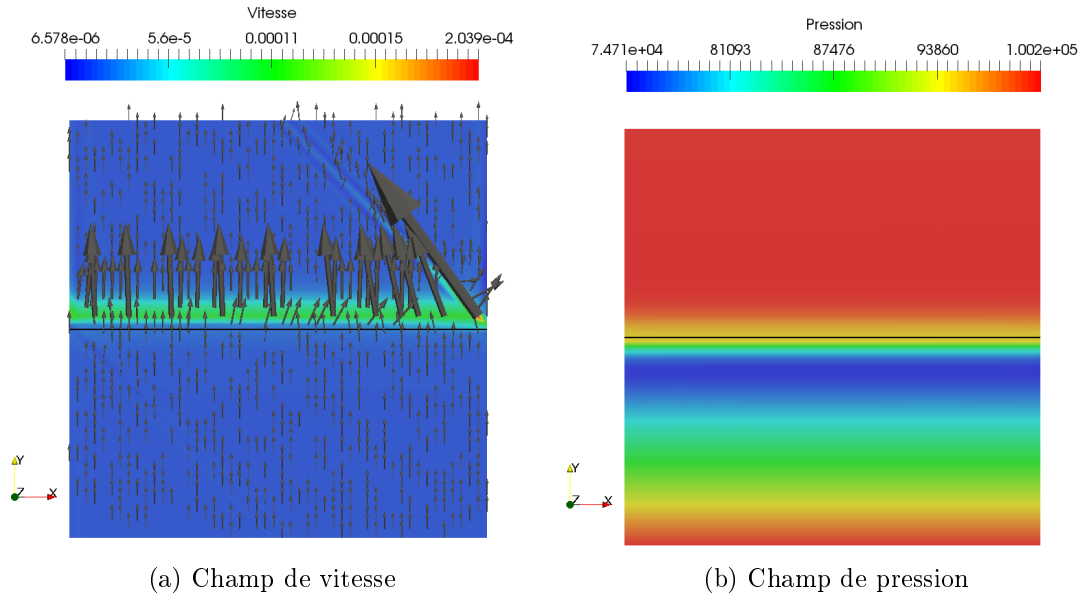 Vitesse
6.578e-06 5.6e-5 0.00011 0.00015 2.039e-04
Pression
7.471e+04 81093 87476 93860 1.002e+05
Y
Z X
Y
Z X
(a) Champ de vitesse
(b) Champ de pression